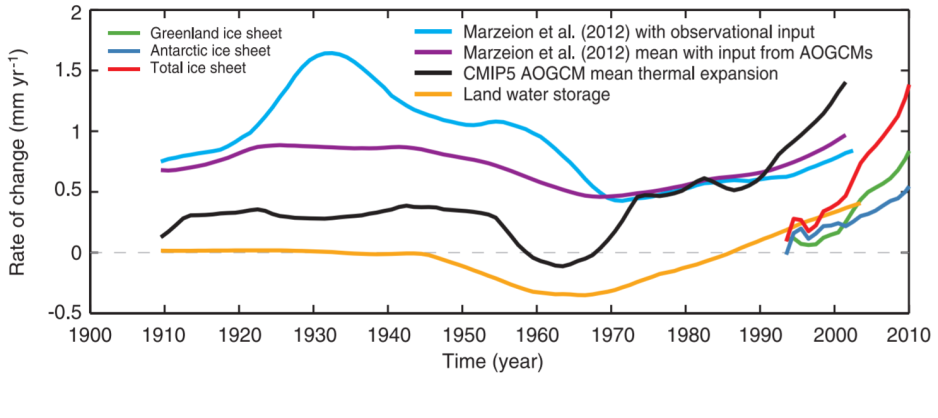 2
1.5
1
0.5
0
-0.5
Rate of change (mm yr⁻¹)
Greenland ice sheet
Antarctic ice sheet
Total ice sheet
Marzeion et al. (2012) with observational input
Marzeion et al. (2012) mean with input from AOGCMs
CMIP5 AOGCM mean thermal expansion
Land water storage
1900 1910 1920 1930 1940 1950 1960 1970 1980 1990 2000 2010
Time (year)